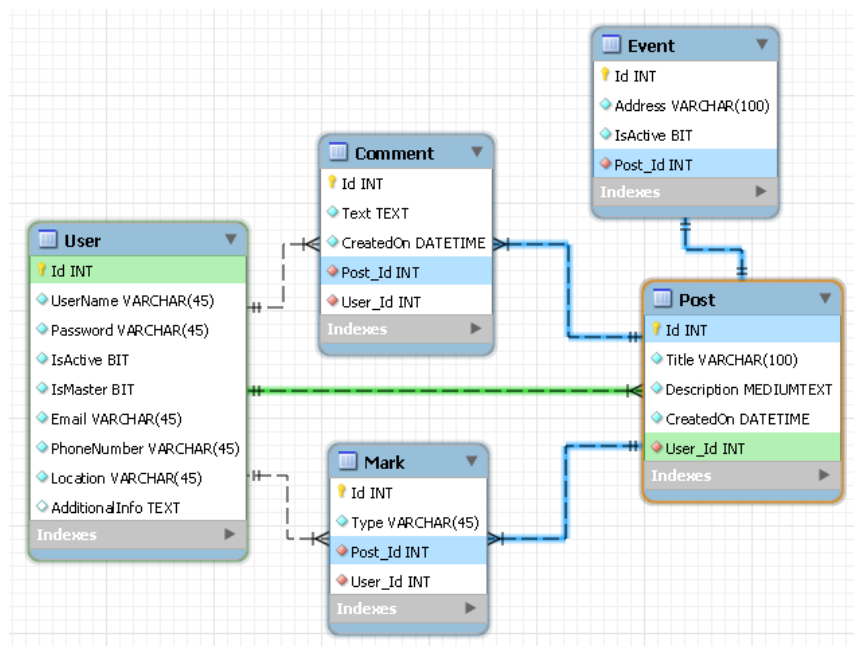 Event
Id INT
Address VARCHAR(100)
IsActive BIT
Post_Id INT
Indexes
Comment
Id INT
Text TEXT
CreatedOn DATETIME
Post_Id INT
User_Id INT
Indexes
User
Id INT
UserName VARCHAR(45)
Password VARCHAR(45)
IsActive BIT
IsMaster BIT
Email VARCHAR(45)
PhoneNumber VARCHAR(45)
Location VARCHAR(45)
AdditionalInfo TEXT
Indexes
Post
Id INT
Title VARCHAR(100)
Description MEDIUMTEXT
CreatedOn DATETIME
User_Id INT
Indexes
Mark
Id INT
Type VARCHAR(45)
Post_Id INT
User_Id INT
Indexes